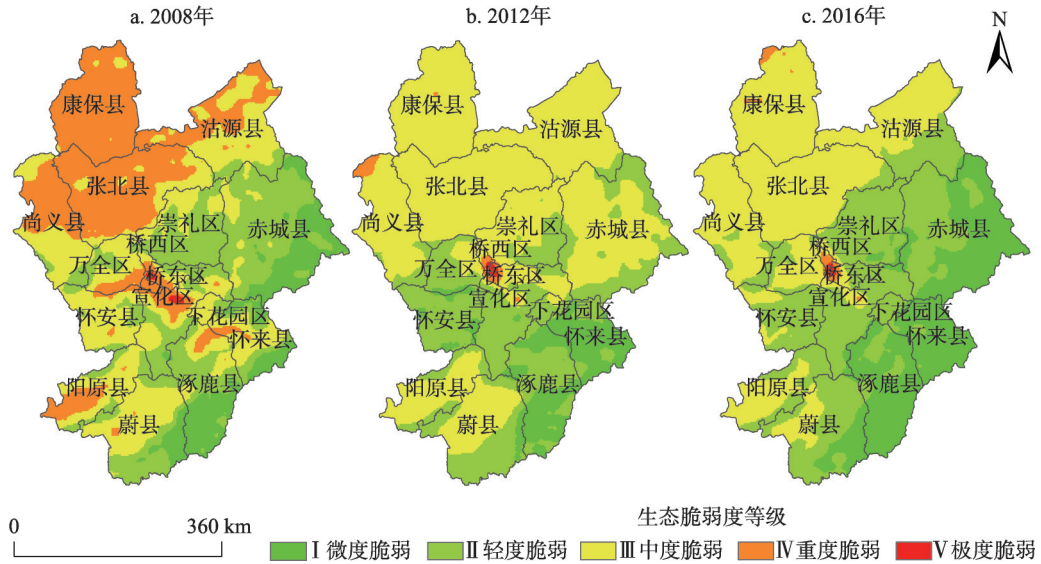 a. 2008年
b. 2012年
c. 2016年
N
康保县
沽源县
张北县
尚义县
崇礼区
赤城县
桥西区
万全区
桥东区
宣化区
怀安县
下花园区
怀来县
阳原县
涿鹿县
蔚县
康保县
沽源县
张北县
尚义县
崇礼区
赤城县
桥西区
万全区
桥东区
宣化区
怀安县
下花园区
怀来县
阳原县
涿鹿县
蔚县
康保县
沽源县
张北县
尚义县
崇礼区
赤城县
桥西区
万全区
桥东区
宣化区
怀安县
下花园区
怀来县
阳原县
涿鹿县
蔚县
0 360 km
生态脆弱度等级
Ⅰ微度脆弱 Ⅱ轻度脆弱 Ⅲ中度脆弱 Ⅳ重度脆弱 Ⅴ极度脆弱